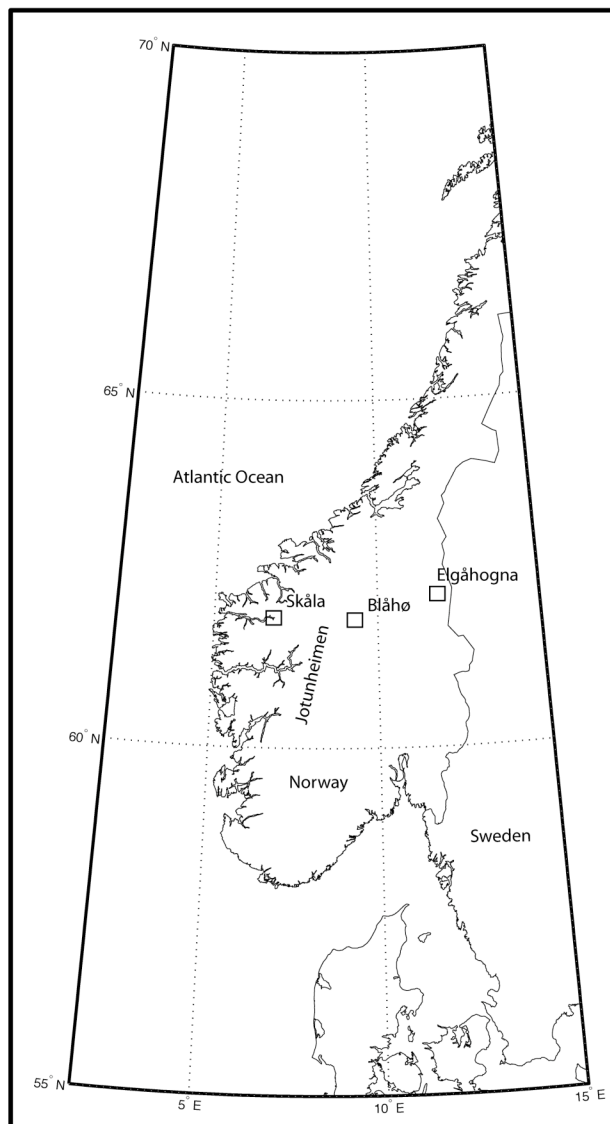 70° N
65° N
Atlantic Ocean
Elgåhogna
Skåla
Blåhø
Jotunheimen
60° N
Norway
Sweden
55° N
5° E
10° E
15° E